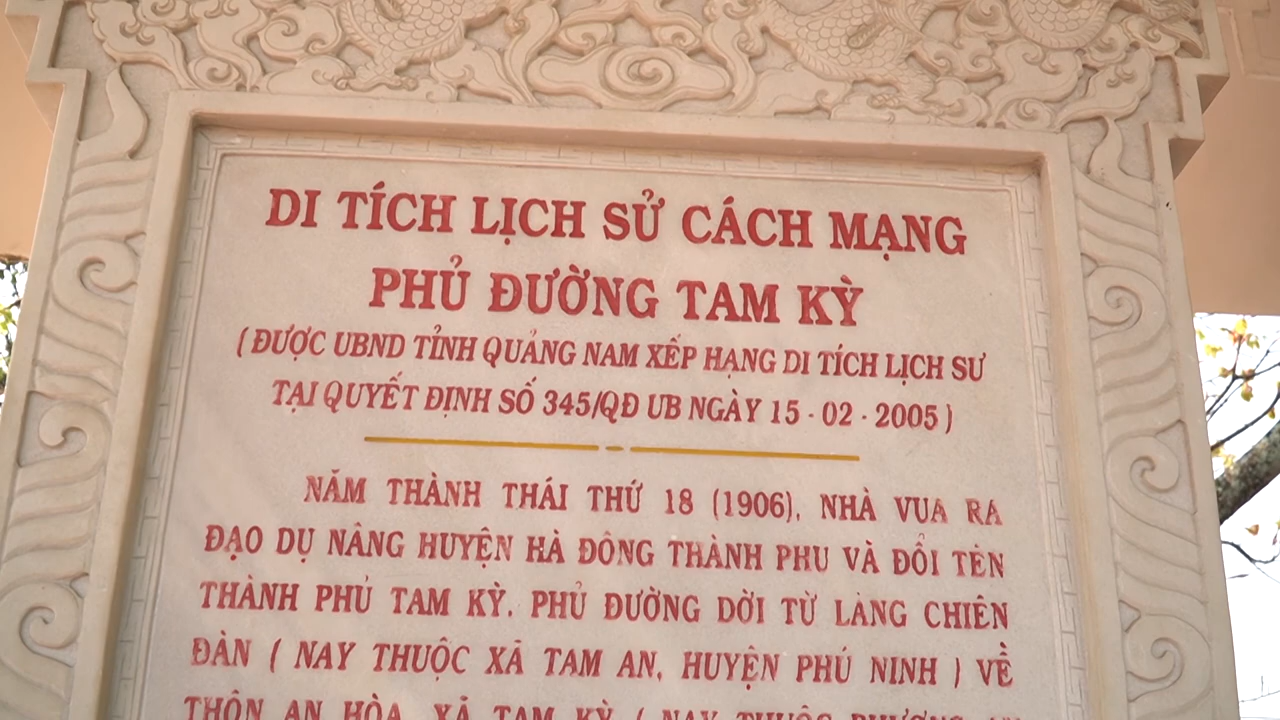 DI TÍCH LỊCH SỬ CÁCH MẠNG
PHỦ ĐƯỜNG TAM KỲ
( ĐƯỢC UBND TỈNH QUẢNG NAM XẾP HẠNG DI TÍCH LỊCH SƯ
TẠI QUYẾT ĐỊNH SỐ 345/QĐ UB NGÀY 15 - 02 - 2005 )
NĂM THÀNH THÁI THỨ 18 (1906), NHÀ VUA RA
ĐẠO DỤ NÂNG HUYỆN HÀ ĐÔNG THÀNH PHU VÀ ĐỔI TÊN
THÀNH PHỦ TAM KỲ. PHỦ ĐƯỜNG DỜI TỪ LÀNG CHIÊN
ĐÀN ( NAY THUỘC XÃ TAM AN, HUYỆN PHÚ NINH ) VỀ
THÔN AN HÒA, XÃ TAM KỲ ( NAY THUỘC PHƯỜNG AN